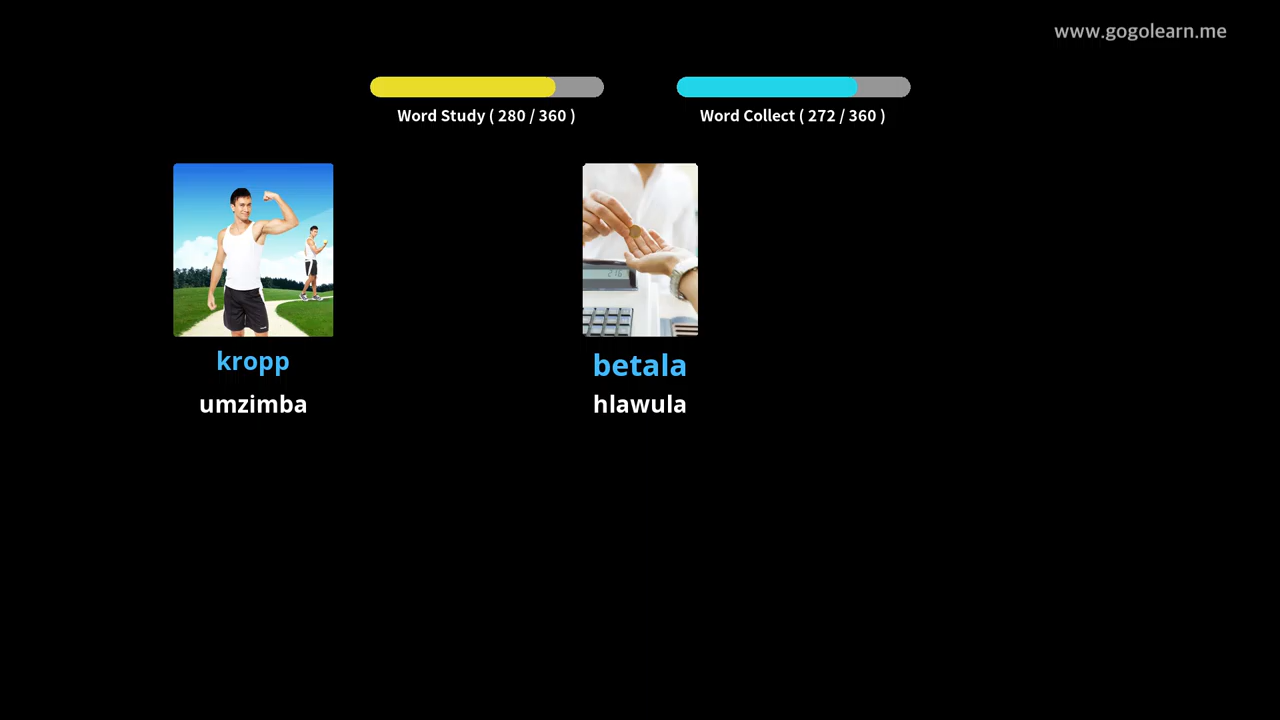 www.gogolearn.me
Word Study ( 280 / 360 )
Word Collect ( 272 / 360 )
kropp
umzimba
betala
hlawula